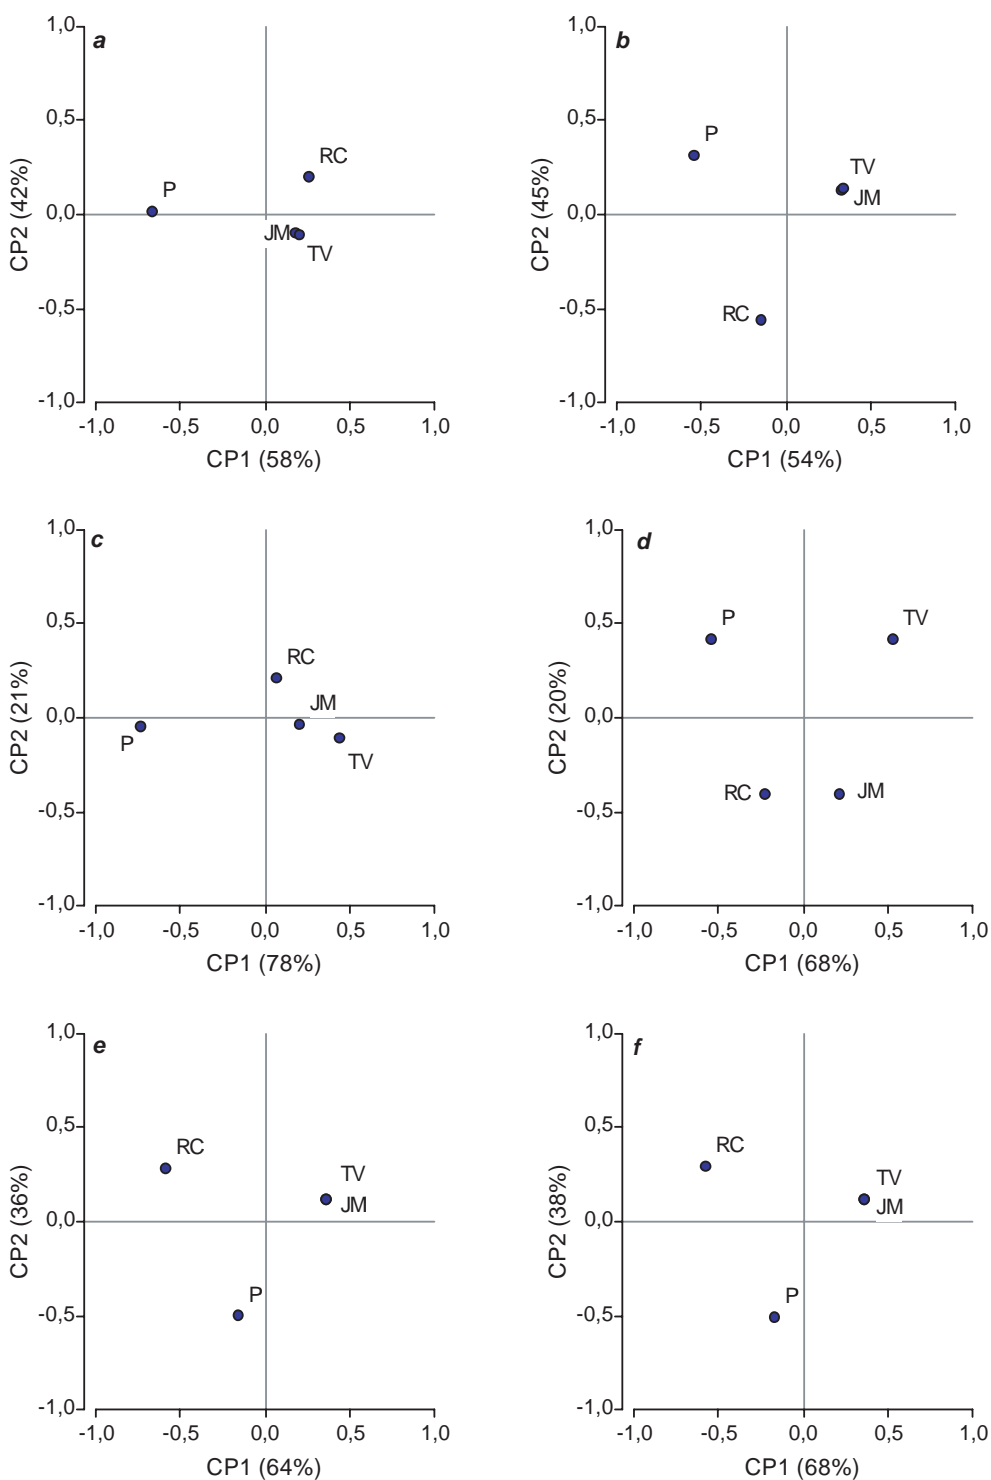 a
1,0
0,5
0,0
-0,5
-1,0
CP2 (42%)
P
RC
JM
TV
-1,0 -0,5 0,0 0,5 1,0
CP1 (58%)
b
1,0
0,5
0,0
-0,5
-1,0
CP2 (45%)
P
TV
JM
RC
-1,0 -0,5 0,0 0,5 1,0
CP1 (54%)
c
1,0
0,5
0,0
-0,5
-1,0
CP2 (21%)
RC
JM
P
TV
-1,0 -0,5 0,0 0,5 1,0
CP1 (78%)
d
1,0
0,5
0,0
-0,5
-1,0
CP2 (20%)
P
TV
RC
JM
-1,0 -0,5 0,0 0,5 1,0
CP1 (68%)
e
1,0
0,5
0,0
-0,5
-1,0
CP2 (36%)
RC
TV
JM
P
-1,0 -0,5 0,0 0,5 1,0
CP1 (64%)
f
1,0
0,5
0,0
-0,5
-1,0
CP2 (38%)
RC
TV
JM
P
-1,0 -0,5 0,0 0,5 1,0
CP1 (68%)